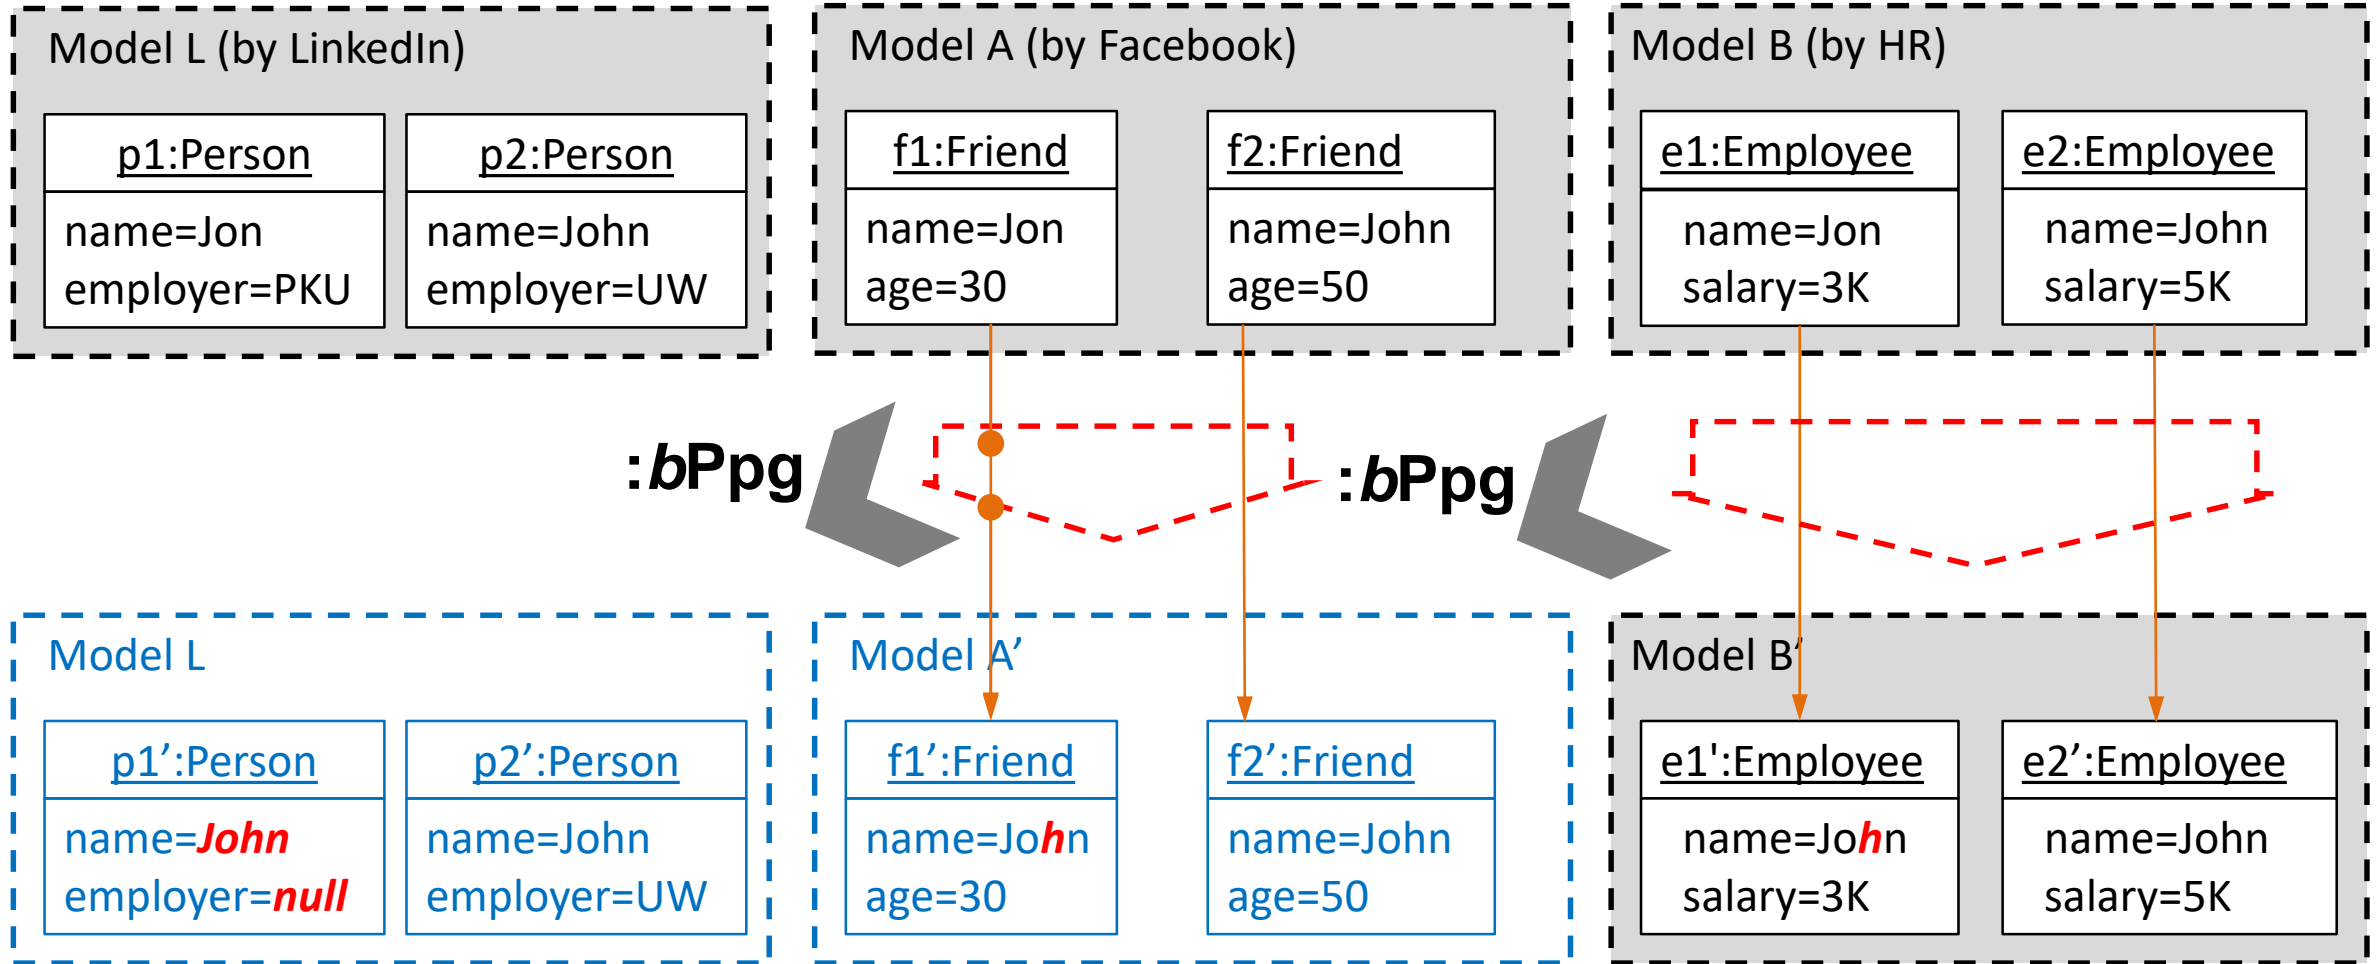 Model L (by LinkedIn)
p1:Person
name=Jon
employer=PKU
p2:Person
name=John
employer=UW
Model A (by Facebook)
f1:Friend
name=Jon
age=30
f2:Friend
name=John
age=50
Model B (by HR)
e1:Employee
name=Jon
salary=3K
e2:Employee
name=John
salary=5K
:bPpg
:bPpg
Model L
p1’:Person
name=John
employer=null
p2’:Person
name=John
employer=UW
Model A’
f1’:Friend
name=John
age=30
f2’:Friend
name=John
age=50
Model B’
e1':Employee
name=John
salary=3K
e2’:Employee
name=John
salary=5K